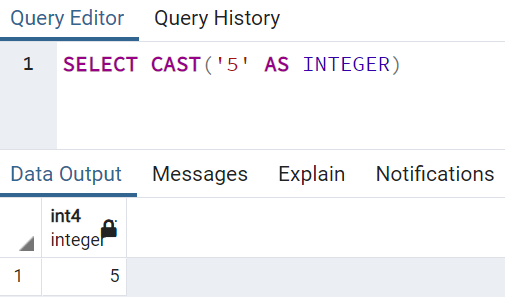 Query Editor Query History
1 SELECT CAST('5' AS INTEGER)
Data Output Messages Explain Notifications
int4
integer
1 5